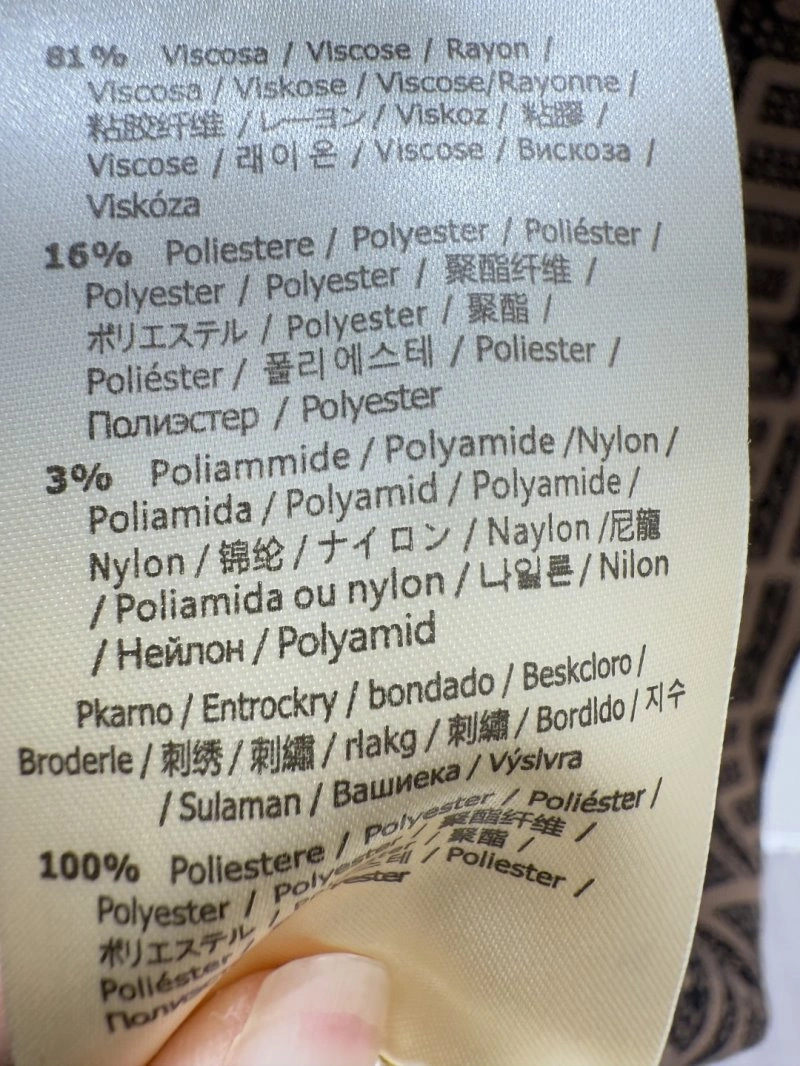 81% Viscosa / Viscose / Rayon /
Viscosa / Viskose / Viscose/Rayonne /
粘胶纤维 / レーヨン / Viskoz / 粘膠 /
Viscose / 래이온 / Viscose / Вискоза /
Viskóza
16% Poliestere / Polyester / Poliéster /
Polyester / Polyester / 聚酯纤维 /
ポリエステル / Polyester / 聚酯 /
Poliéster / 폴리에스테 / Poliester /
Полиэстер / Polyester
3% Poliammide / Polyamide /Nylon /
Poliamida / Polyamid / Polyamide /
Nylon / 锦纶 / ナイロン / Naylon /尼龍
/ Poliamida ou nylon / 나일론 / Nilon
/ Нейлон / Polyamid
Pkarno / Entrockry / bondado / Beskcloro /
Broderle / 刺绣 / 刺繡 / rlakg / 刺繡 / Bordldo / 지수
/ Sulaman / Вашиека / Výslvra
100% Poliestere / Polyester / Poliéster /
Polyester / / 聚酯纤维 /
ポリエステル / / 聚酯 /
Poliéster / Poliester /